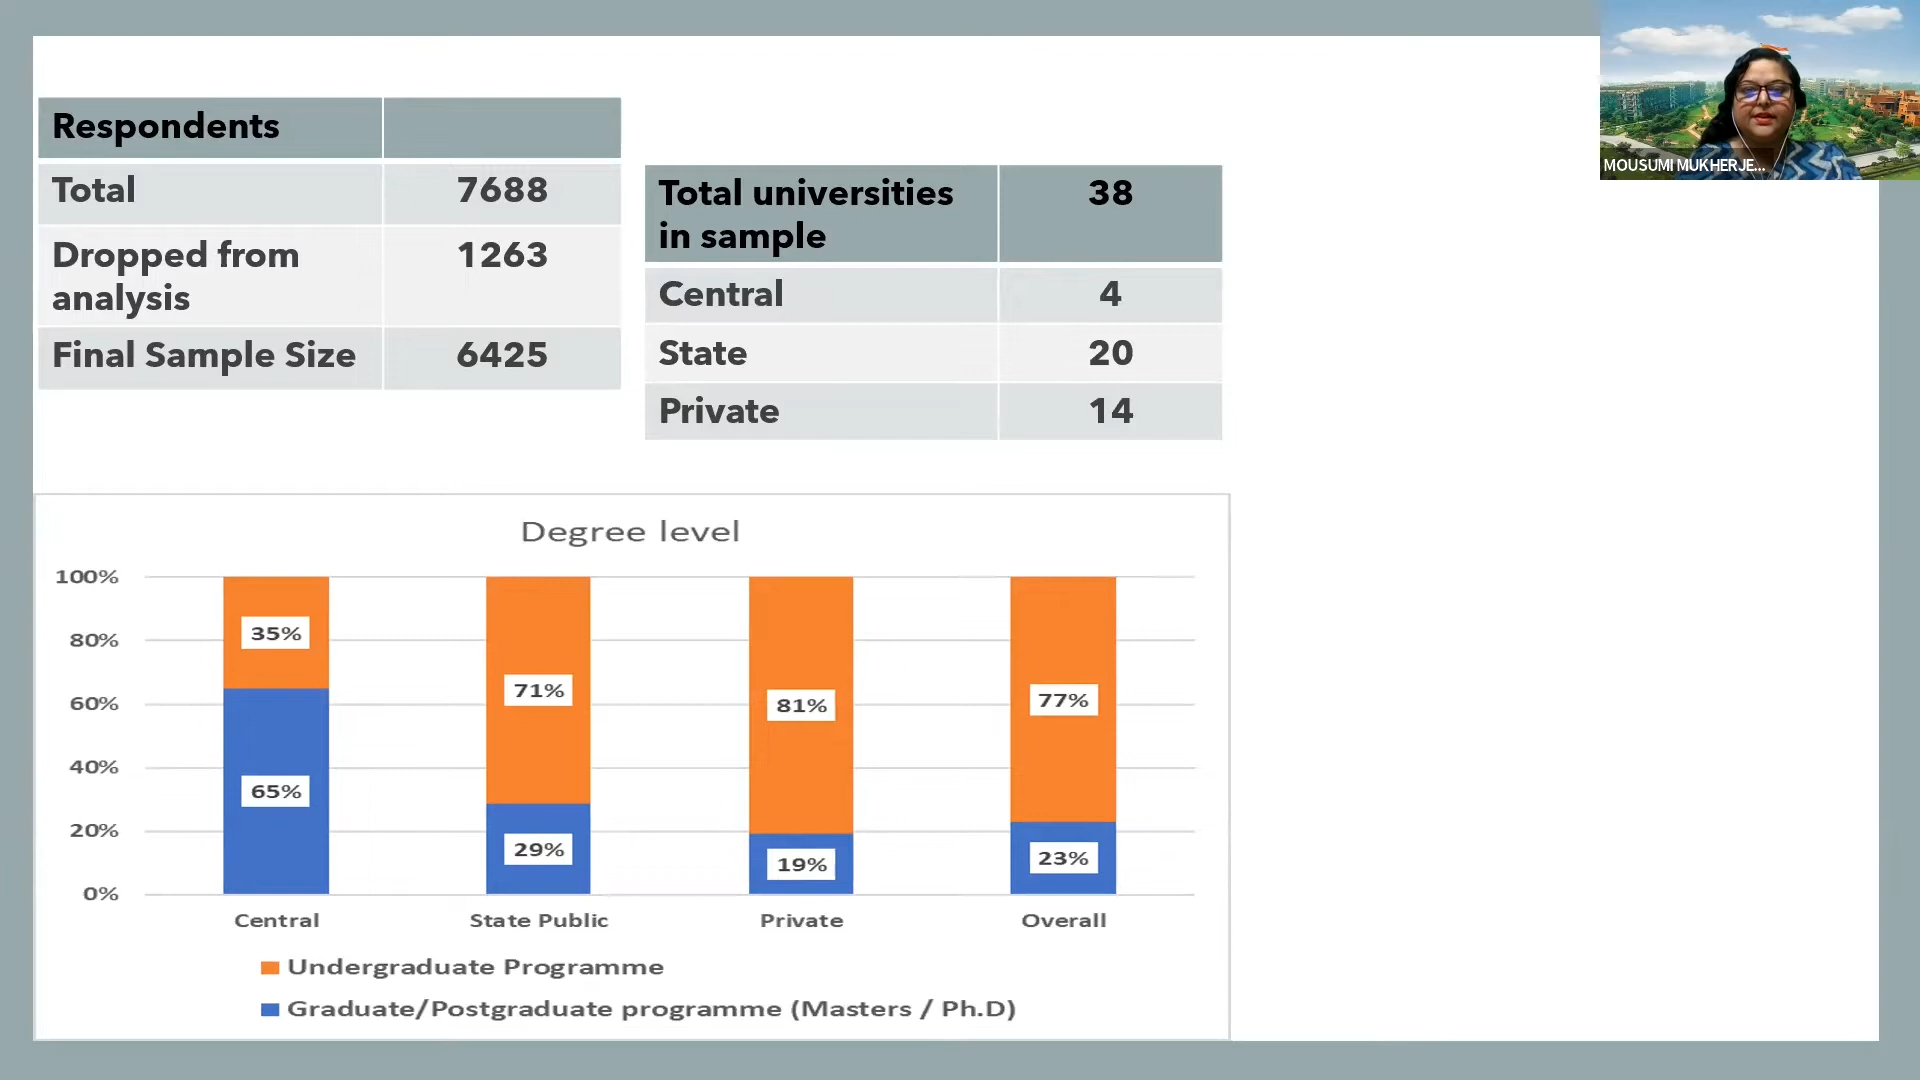 Respondents
Total 7688
Dropped from 1263
analysis
Final Sample Size 6425
Total universities 38
in sample
Central 4
State 20
Private 14
MOUSUMI MUKHERJE...
Degree level
100%
80%
60%
40%
20%
0%
35%
71%
81%
77%
65%
29%
19%
23%
Central State Public Private Overall
Undergraduate Programme
Graduate/Postgraduate programme (Masters / Ph.D)